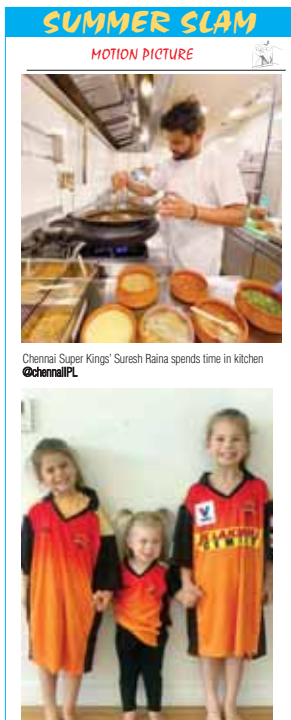 SUMMER SLAM
MOTION PICTURE
Chennai Super Kings' Suresh Raina spends time in kitchen
@chennaiIPL